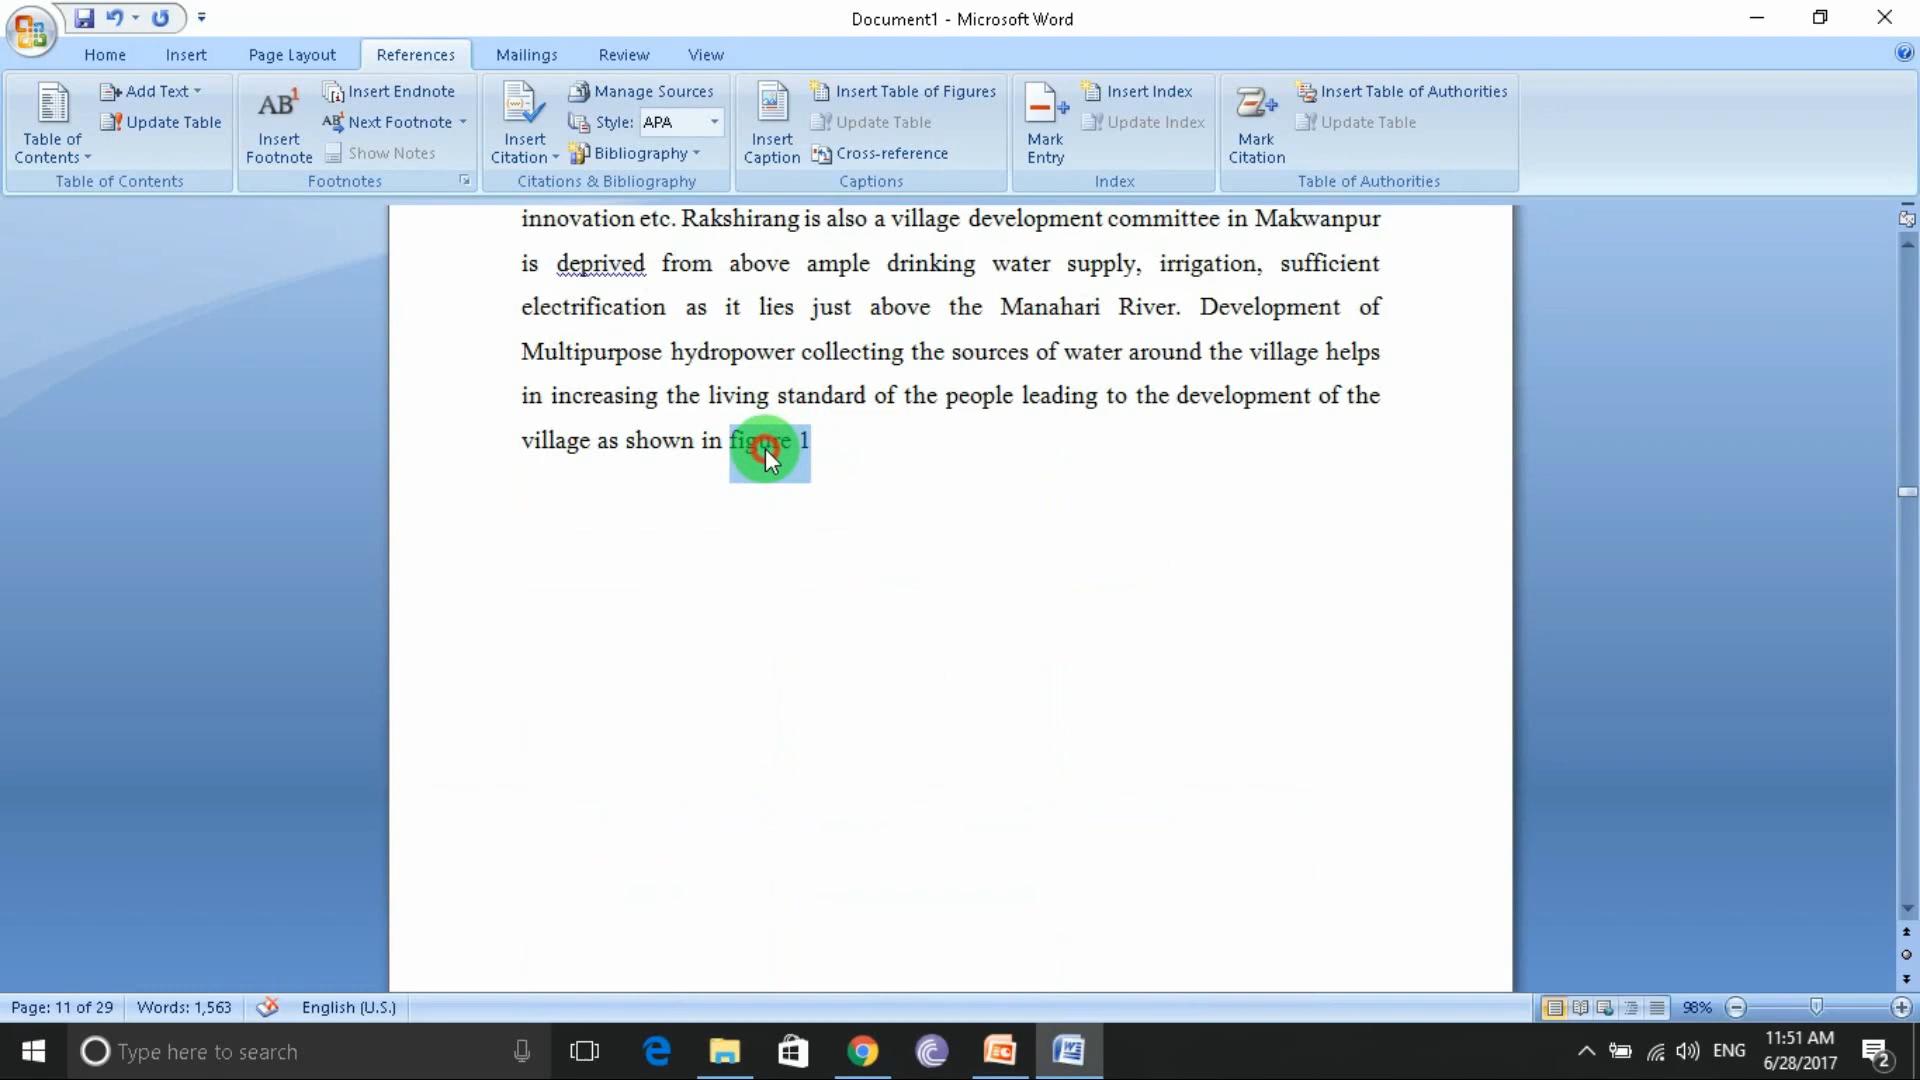 Document1 - Microsoft Word
Home Insert Page Layout References Mailings Review View
Table of Contents
Add Text
Update Table
Table of Contents
AB1 Insert Footnote
Insert Endnote
AB Next Footnote
Show Notes
Footnotes
Insert Citation
Manage Sources
Style: APA
Bibliography
Citations & Bibliography
Insert Caption
Insert Table of Figures
Update Table
Cross-reference
Captions
Mark Entry
Insert Index
Update Index
Index
Mark Citation
Insert Table of Authorities
Update Table
Table of Authorities
innovation etc. Rakshirang is also a village development committee in Makwanpur
is deprived from above ample drinking water supply, irrigation, sufficient
electrification as it lies just above the Manahari River. Development of
Multipurpose hydropower collecting the sources of water around the village helps
in increasing the living standard of the people leading to the development of the
village as shown in figure 1
Page: 11 of 29 Words: 1,563 English (U.S.) 98%
Type here to search ENG 11:51 AM
6/28/2017 2